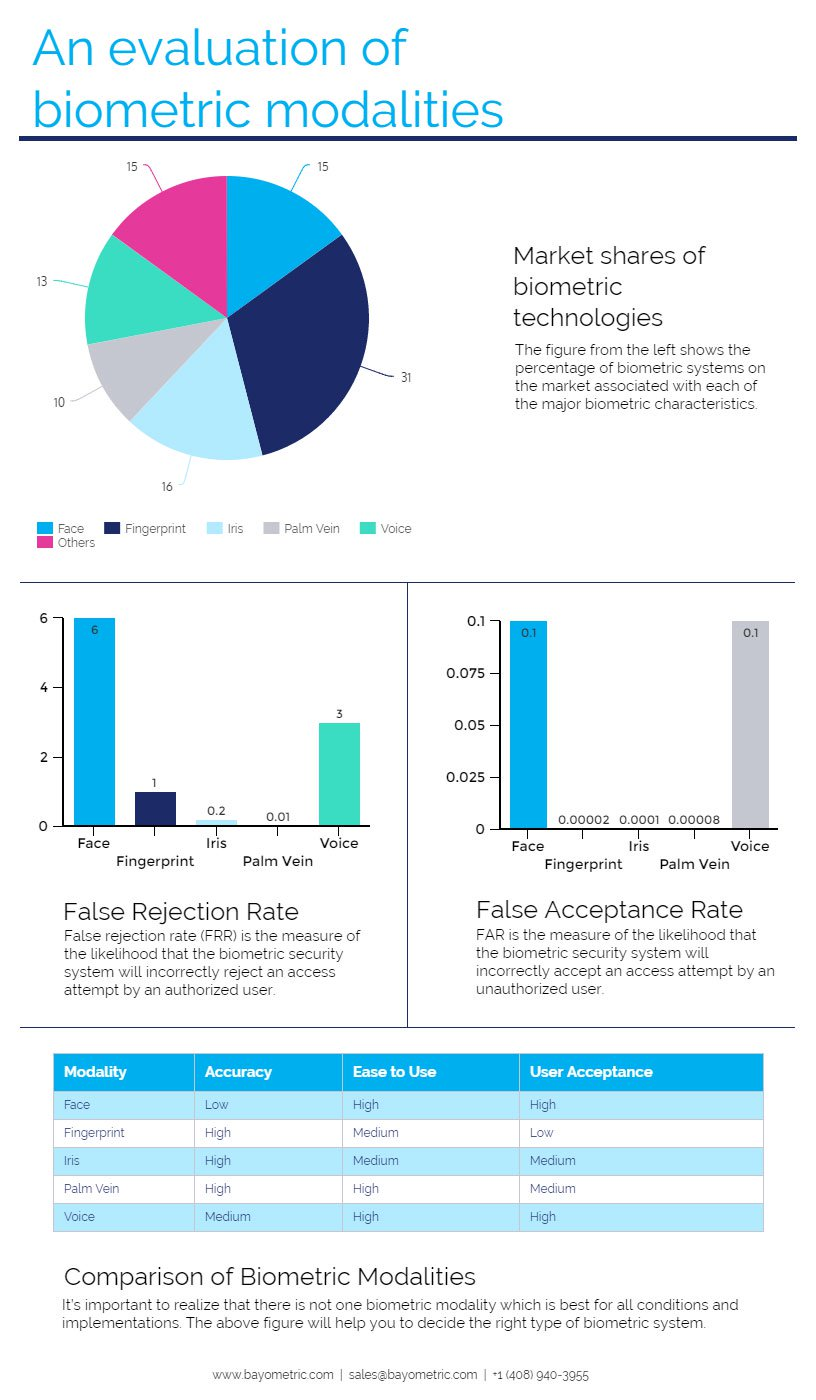 An evaluation of
biometric modalities
15
15
13
31
10
16
Market shares of
biometric
technologies
The figure from the left shows the
percentage of biometric systems on
the market associated with each of
the major biometric characteristics.
Face Fingerprint Iris Palm Vein Voice
Others
6
4
2
0
6
1
0.2
0.01
3
Face Iris Voice
Fingerprint Palm Vein
False Rejection Rate
False rejection rate (FRR) is the measure of
the likelihood that the biometric security
system will incorrectly reject an access
attempt by an authorized user.
0.1
0.075
0.05
0.025
0
0.1
0.00002 0.0001 0.00008
0.1
Face Iris Voice
Fingerprint Palm Vein
False Acceptance Rate
FAR is the measure of the likelihood that
the biometric security system will
incorrectly accept an access attempt by an
unauthorized user.
Modality Accuracy Ease to Use User Acceptance
Face Low High High
Fingerprint High Medium Low
Iris High Medium Medium
Palm Vein High High Medium
Voice Medium High High
Comparison of Biometric Modalities
It's important to realize that there is not one biometric modality which is best for all conditions and
implementations. The above figure will help you to decide the right type of biometric system.
www.bayometric.com | sales@bayometric.com | +1 (408) 940-3955